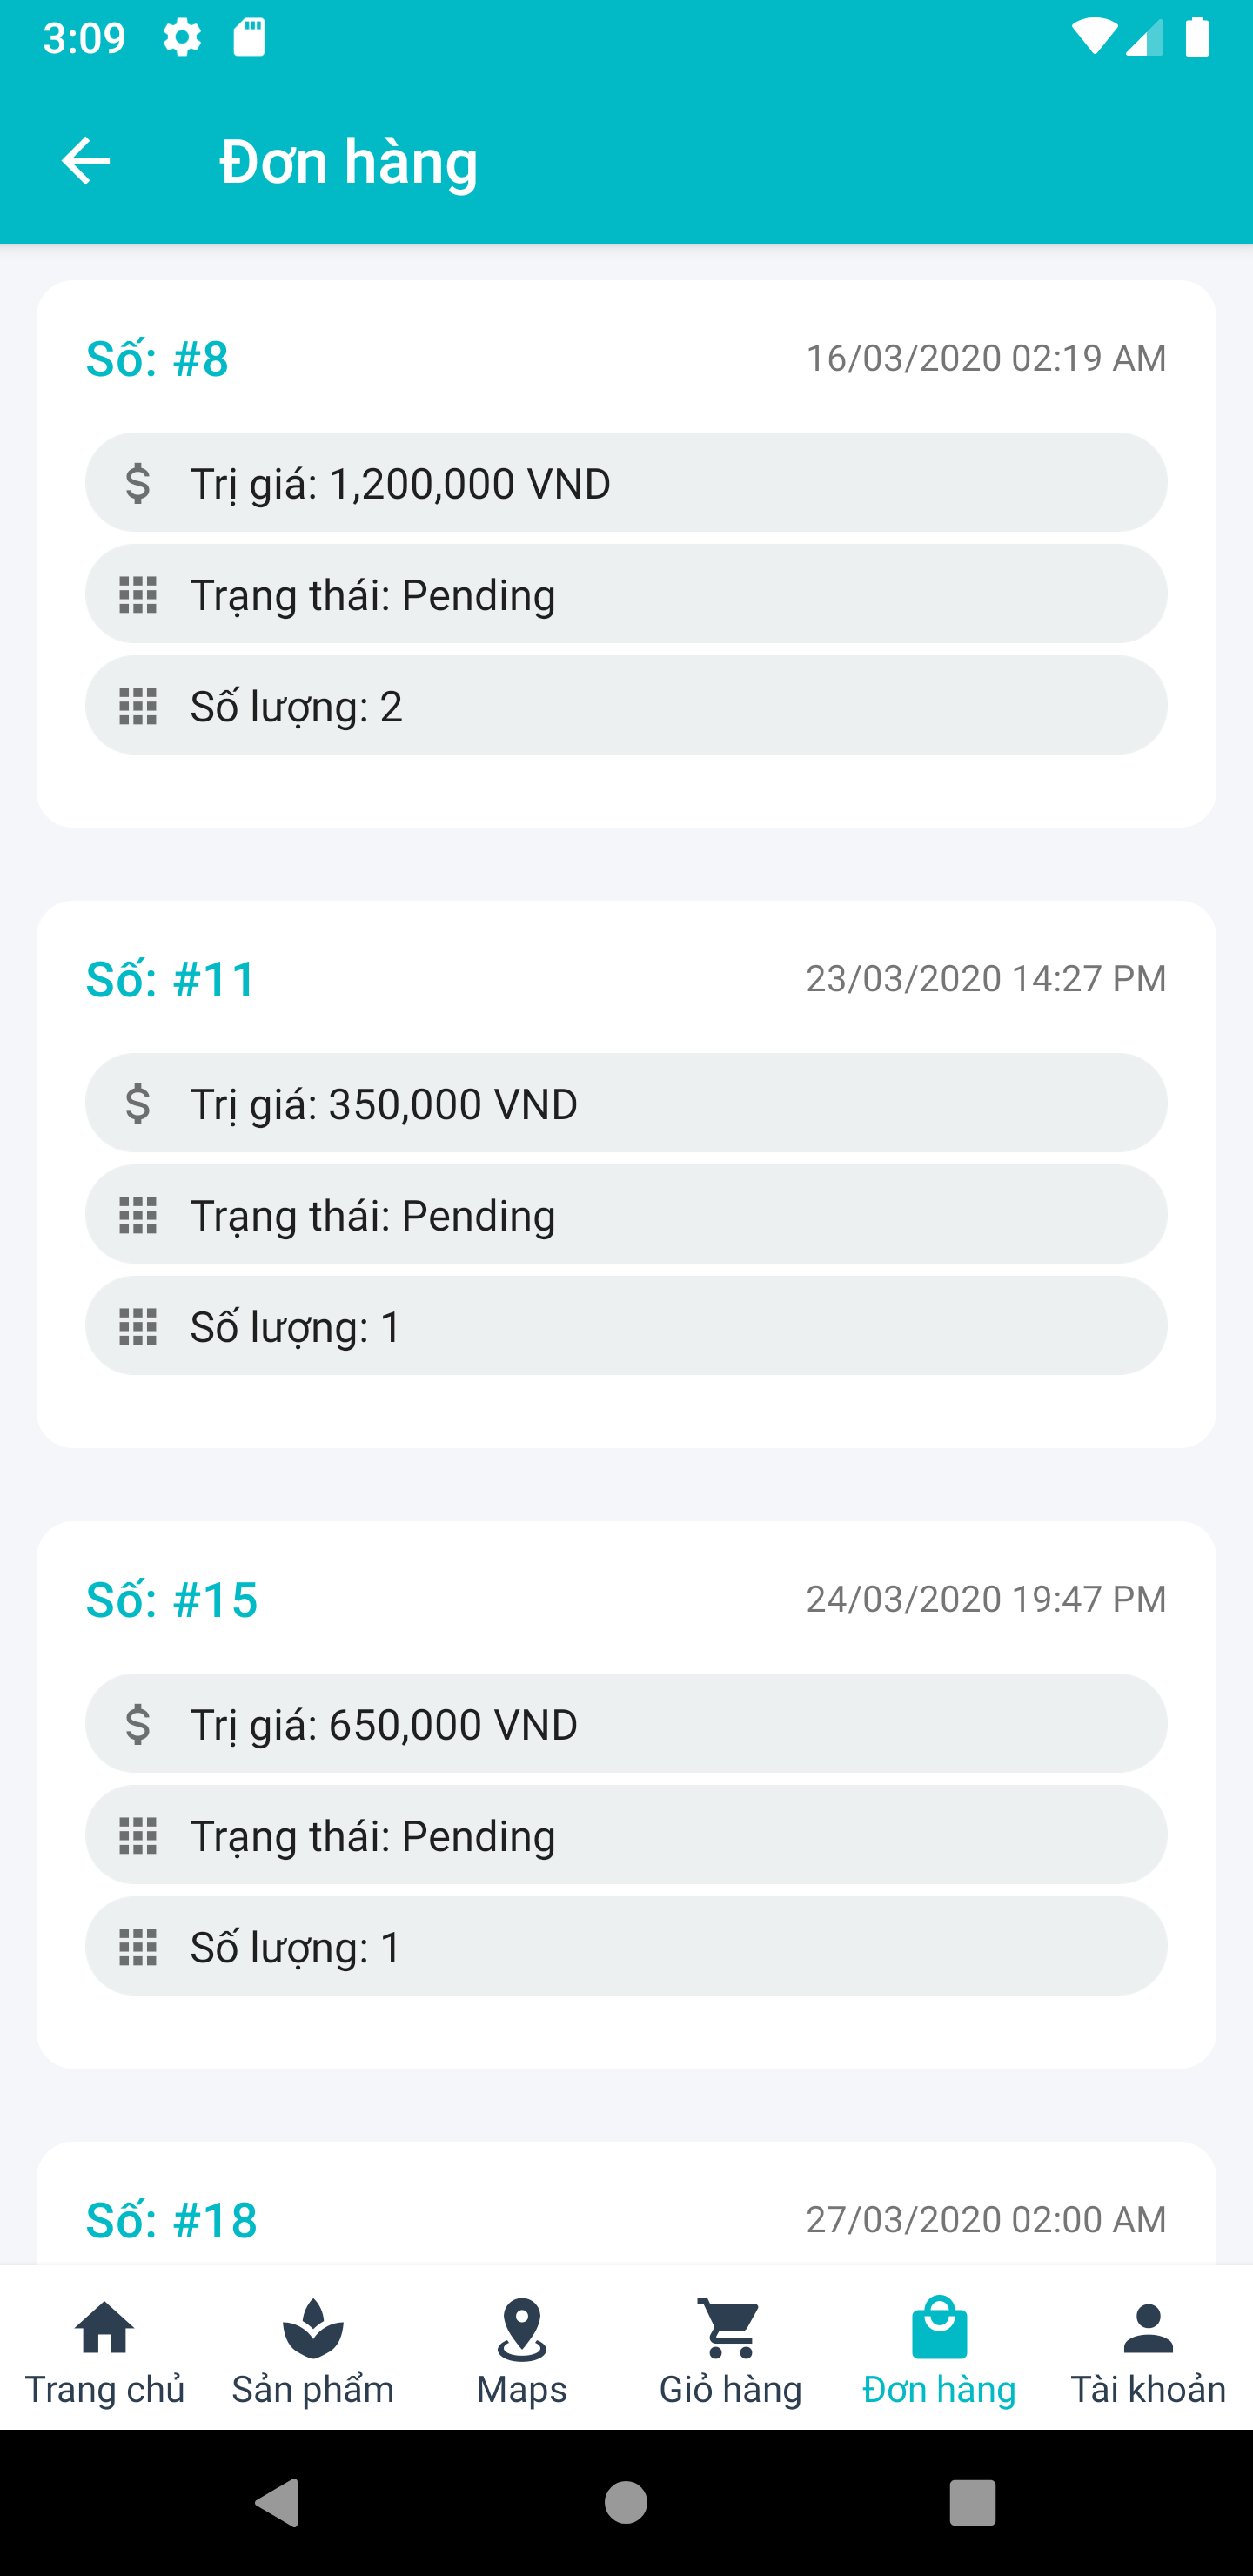 3:09
Đơn hàng
Số: #8 16/03/2020 02:19 AM
$ Trị giá: 1,200,000 VND
Trạng thái: Pending
Số lượng: 2
Số: #11 23/03/2020 14:27 PM
$ Trị giá: 350,000 VND
Trạng thái: Pending
Số lượng: 1
Số: #15 24/03/2020 19:47 PM
$ Trị giá: 650,000 VND
Trạng thái: Pending
Số lượng: 1
Số: #18 27/03/2020 02:00 AM
Trang chủ Sản phẩm Maps Giỏ hàng Đơn hàng Tài khoản